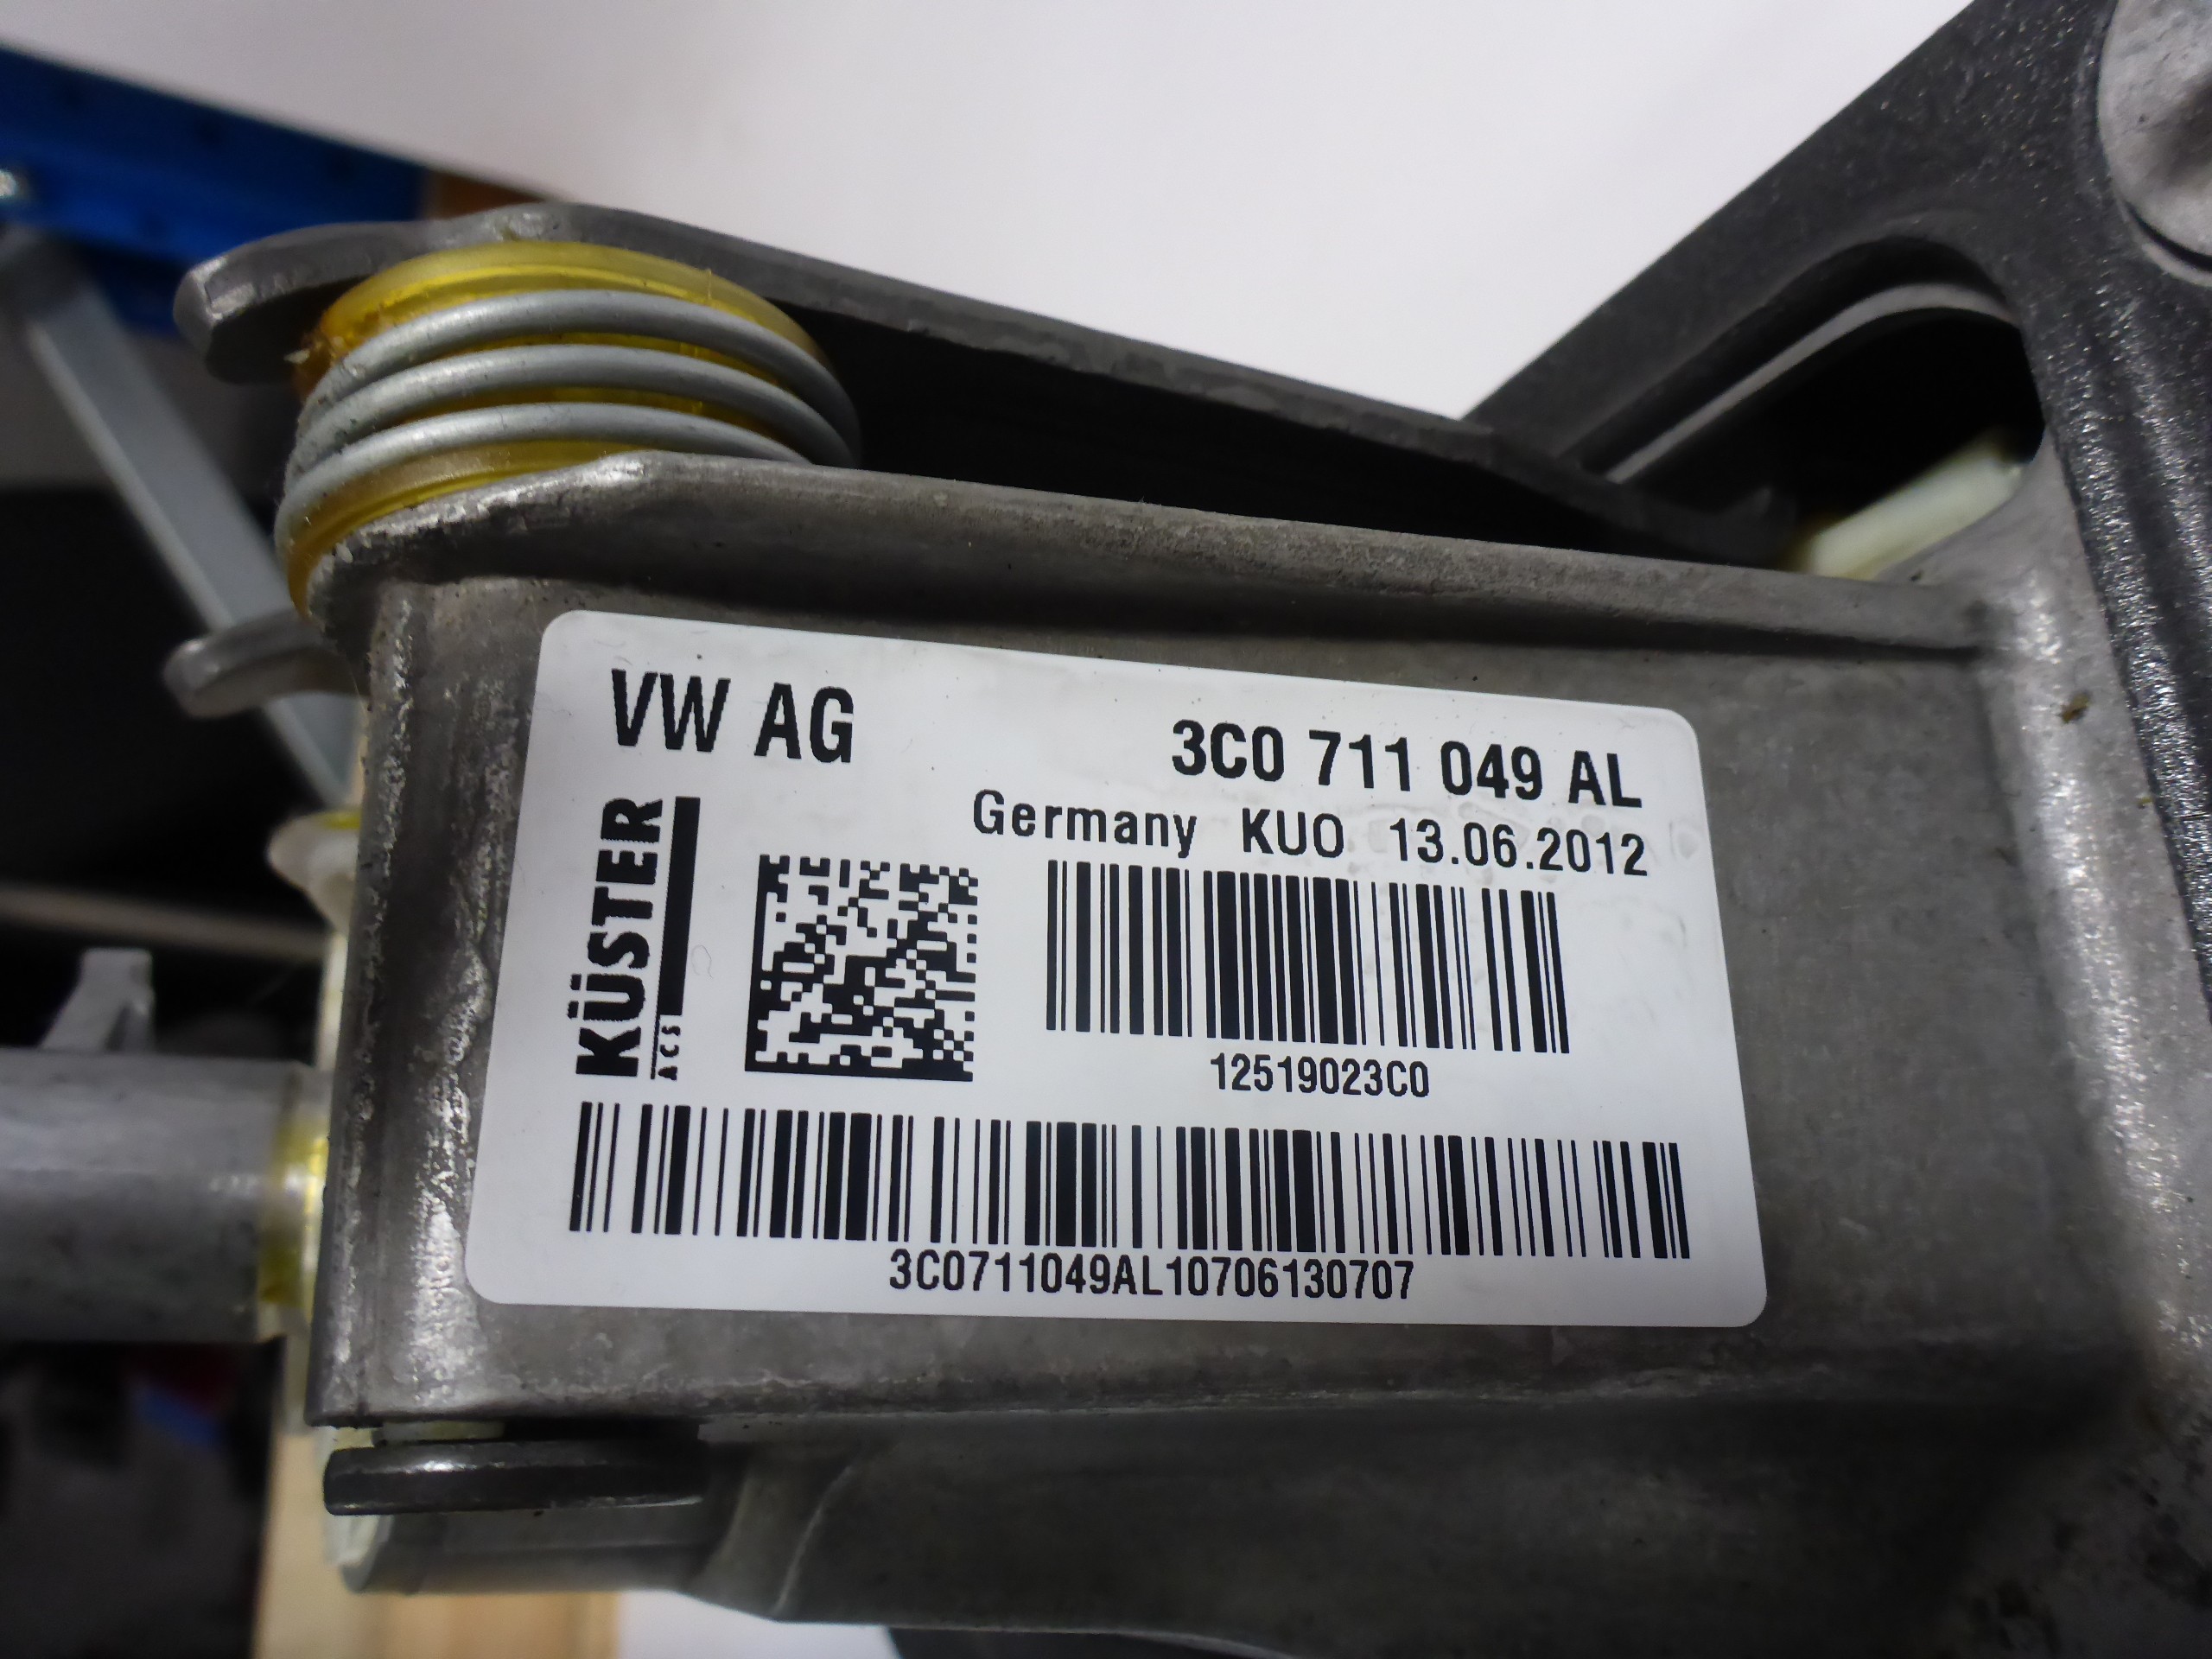 VW AG
3C0 711 049 AL
Germany KUO 13.06.2012
KÜSTER
ACS
12519023C0
3C0711049AL10706130707